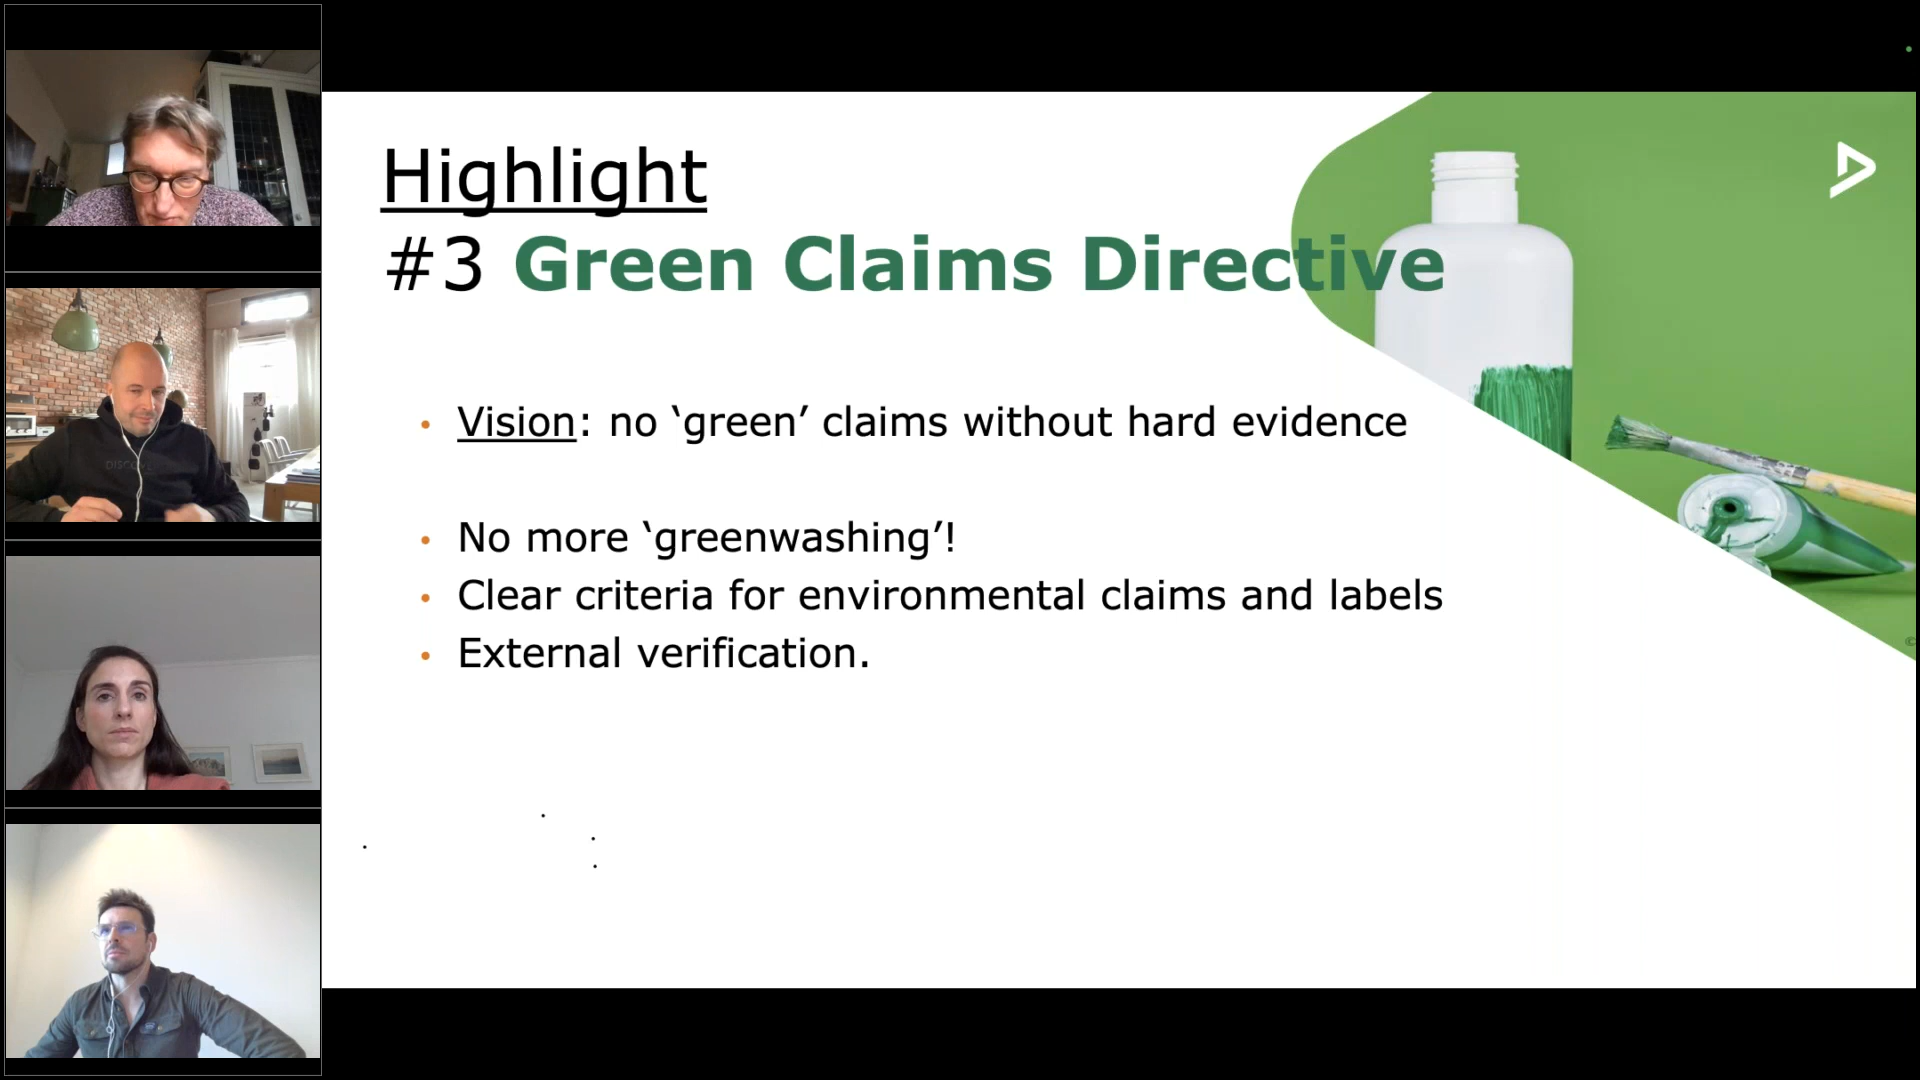 Highlight
#3 Green Claims Directive
• Vision: no ‘green’ claims without hard evidence
• No more ‘greenwashing’!
• Clear criteria for environmental claims and labels
• External verification.